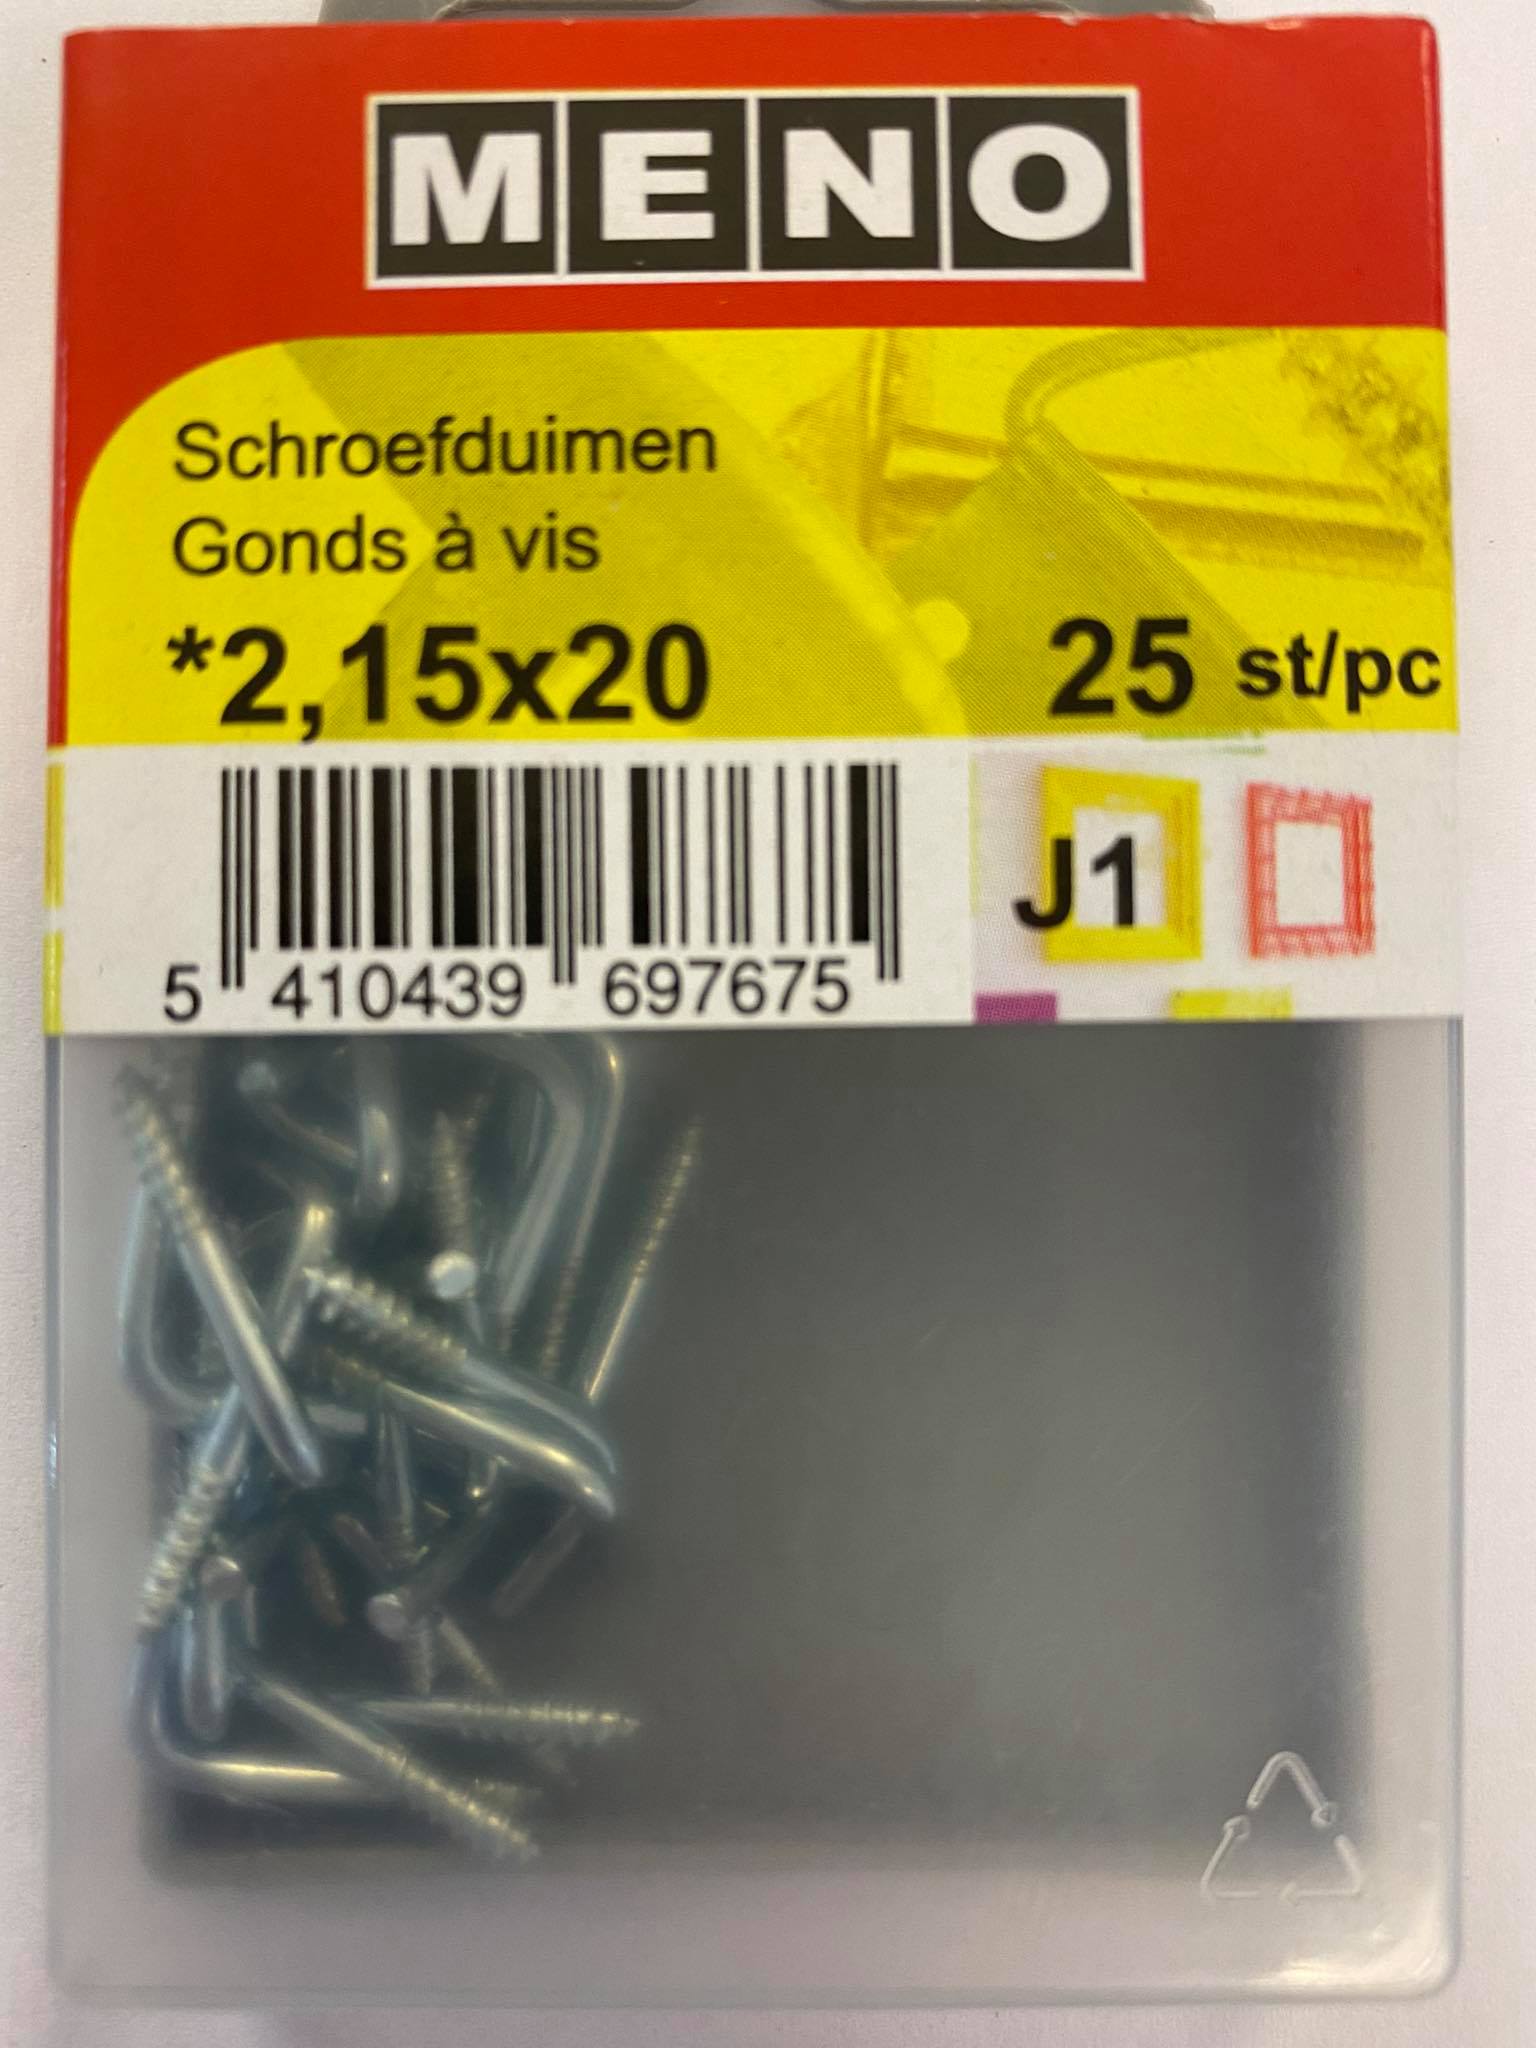 MENO
Schroefduimen
Gonds à vis
*2,15x20 25 st/pc
J1
5 410439 697675